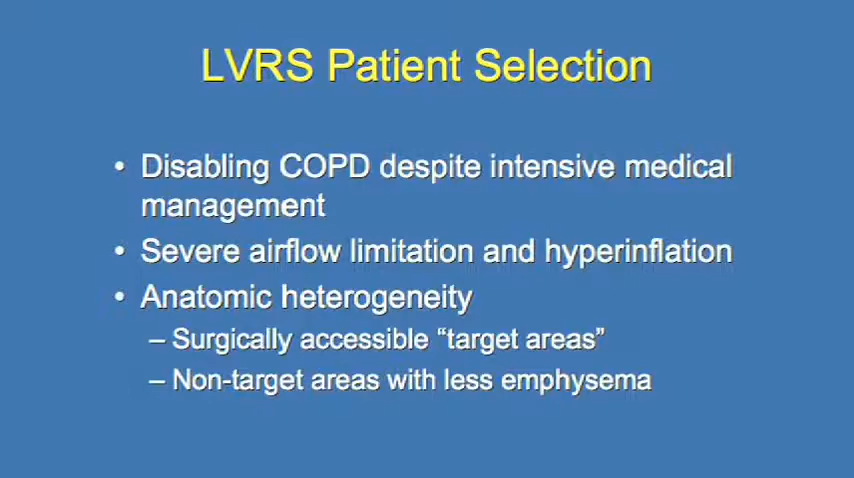 LVRS Patient Selection
• Disabling COPD despite intensive medical
management
• Severe airflow limitation and hyperinflation
• Anatomic heterogeneity
– Surgically accessible “target areas”
– Non-target areas with less emphysema